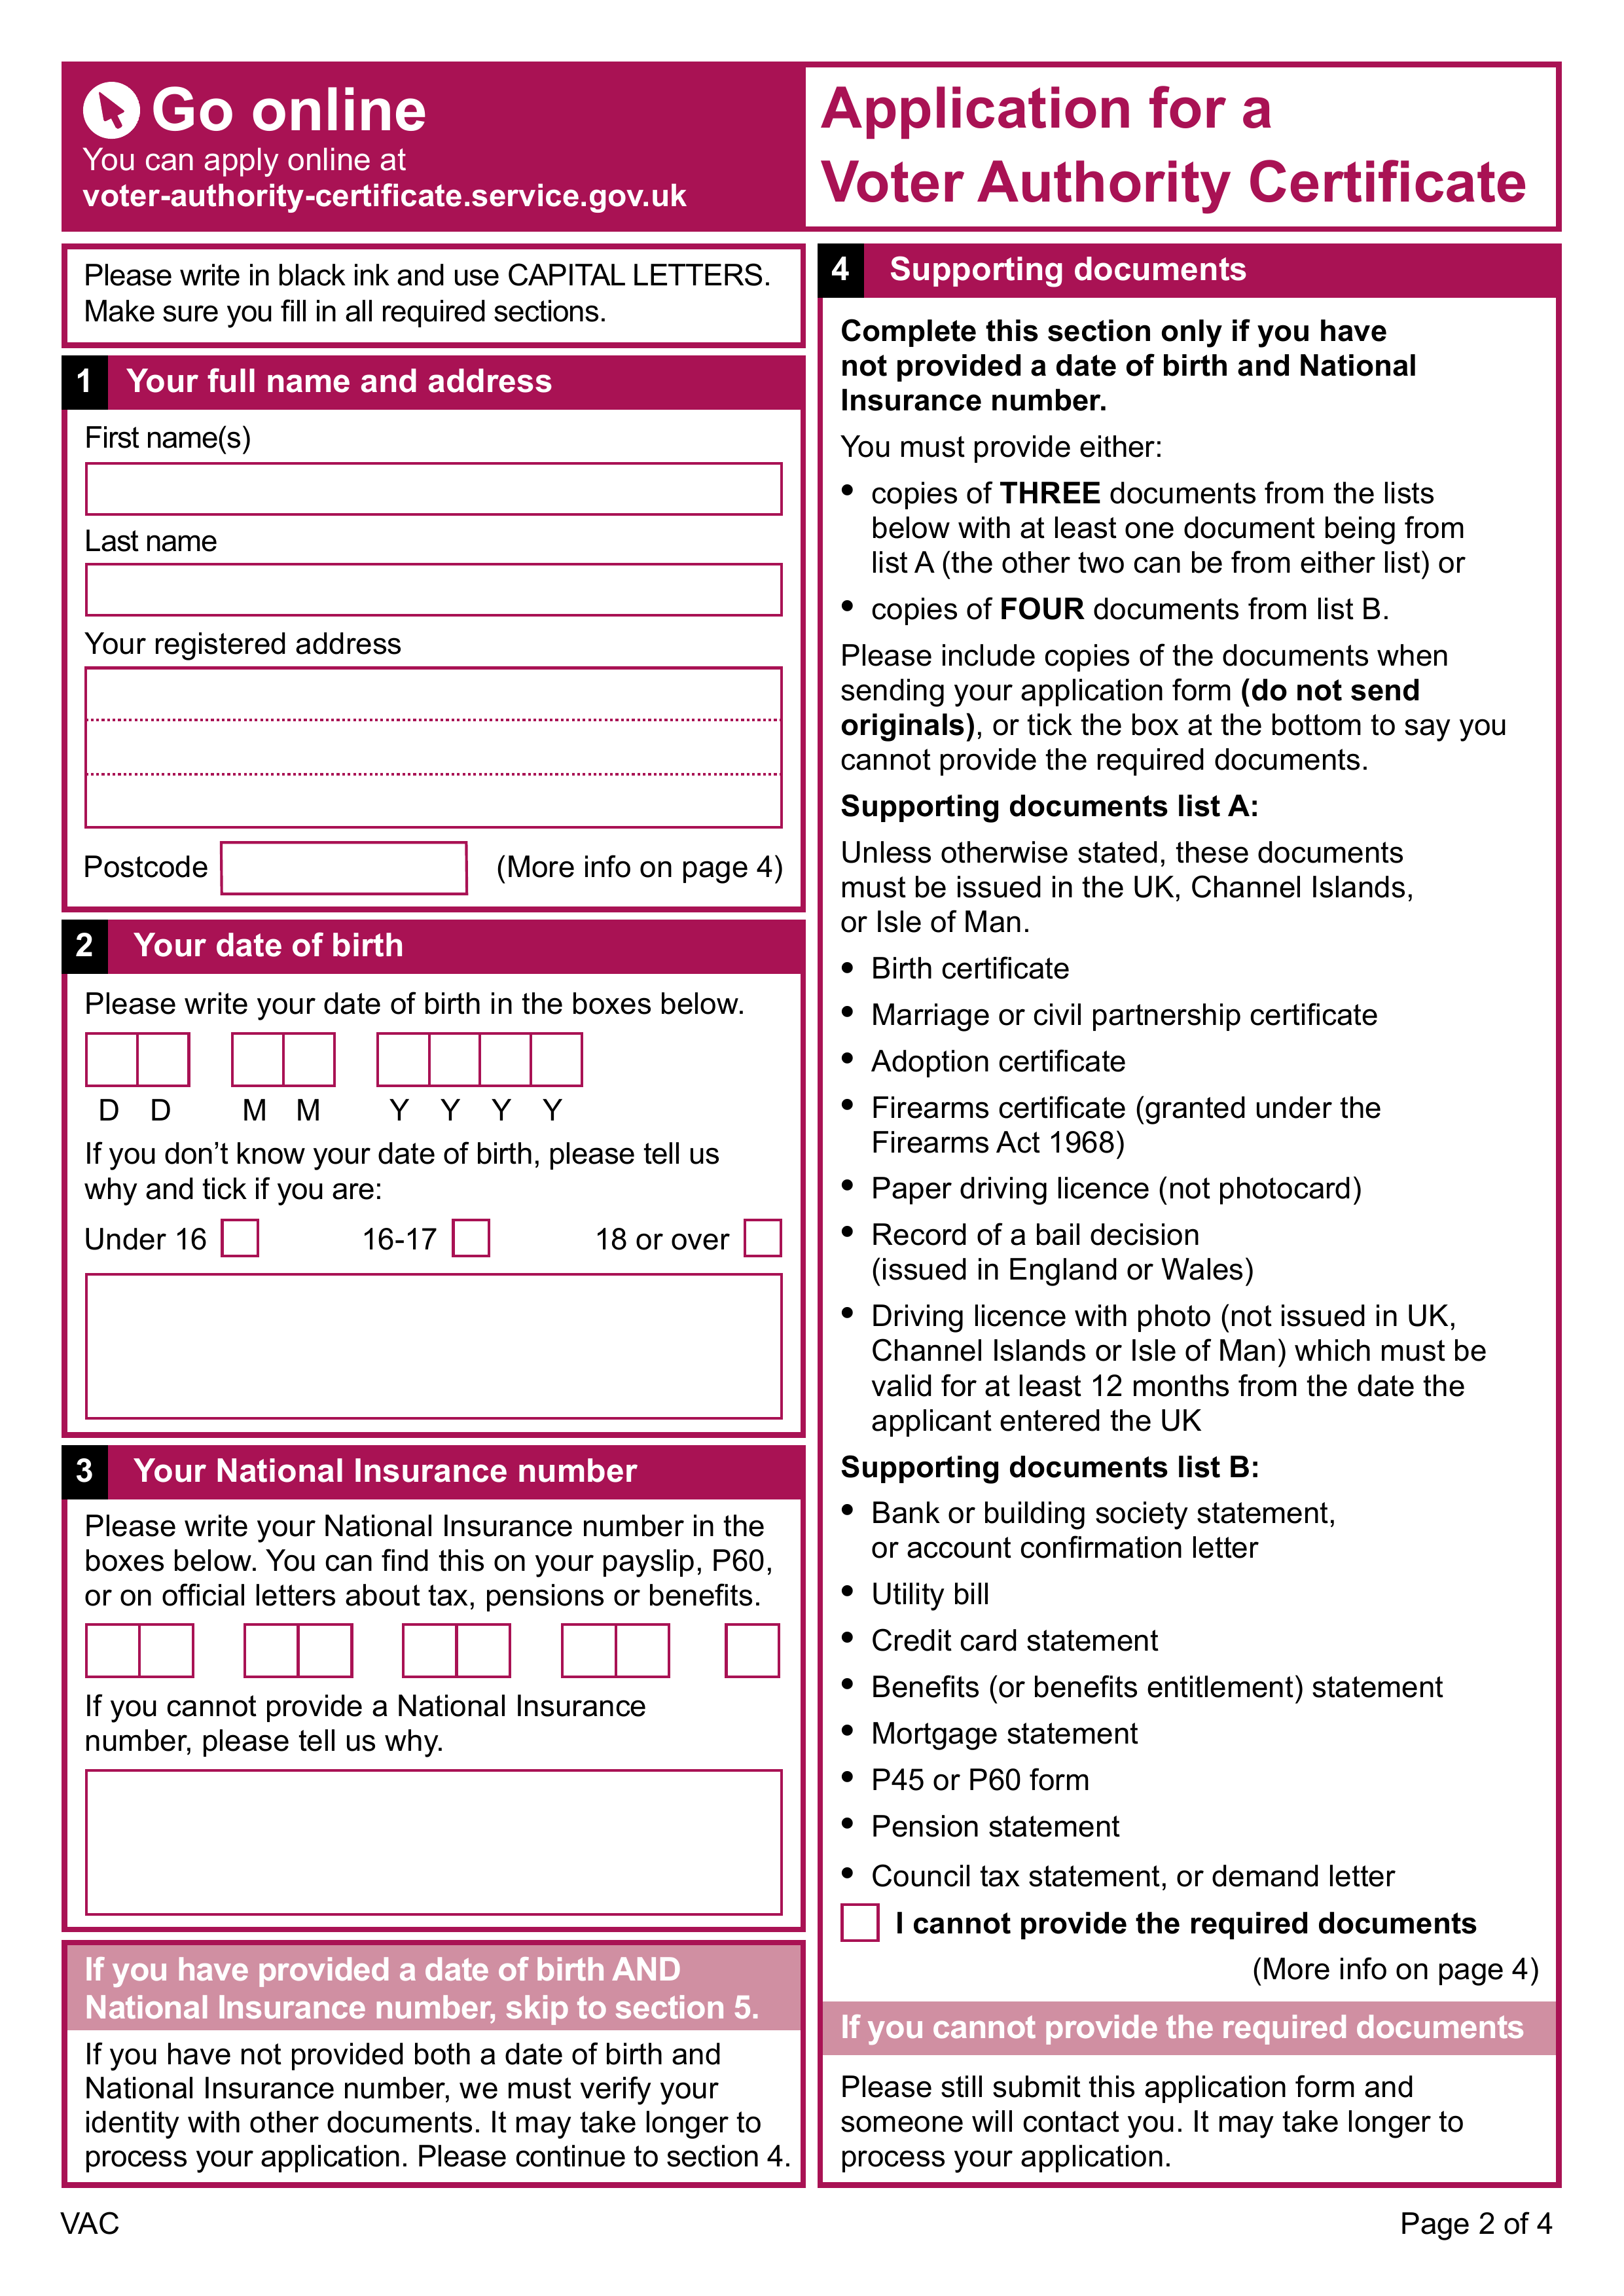 Go online
You can apply online at
voter-authority-certificate.service.gov.uk
Application for a
Voter Authority Certificate
Please write in black ink and use CAPITAL LETTERS.
Make sure you fill in all required sections.
1 Your full name and address
First name(s)
Last name
Your registered address
Postcode (More info on page 4)
2 Your date of birth
Please write your date of birth in the boxes below.
D D M M Y Y Y Y
If you don’t know your date of birth, please tell us
why and tick if you are:
Under 16 16-17 18 or over
3 Your National Insurance number
Please write your National Insurance number in the
boxes below. You can find this on your payslip, P60,
or on official letters about tax, pensions or benefits.
If you cannot provide a National Insurance
number, please tell us why.
If you have provided a date of birth AND
National Insurance number, skip to section 5.
If you have not provided both a date of birth and
National Insurance number, we must verify your
identity with other documents. It may take longer to
process your application. Please continue to section 4.
4 Supporting documents
Complete this section only if you have
not provided a date of birth and National
Insurance number.
You must provide either:
• copies of THREE documents from the lists
below with at least one document being from
list A (the other two can be from either list) or
• copies of FOUR documents from list B.
Please include copies of the documents when
sending your application form (do not send
originals), or tick the box at the bottom to say you
cannot provide the required documents.
Supporting documents list A:
Unless otherwise stated, these documents
must be issued in the UK, Channel Islands,
or Isle of Man.
• Birth certificate
• Marriage or civil partnership certificate
• Adoption certificate
• Firearms certificate (granted under the
Firearms Act 1968)
• Paper driving licence (not photocard)
• Record of a bail decision
(issued in England or Wales)
• Driving licence with photo (not issued in UK,
Channel Islands or Isle of Man) which must be
valid for at least 12 months from the date the
applicant entered the UK
Supporting documents list B:
• Bank or building society statement,
or account confirmation letter
• Utility bill
• Credit card statement
• Benefits (or benefits entitlement) statement
• Mortgage statement
• P45 or P60 form
• Pension statement
• Council tax statement, or demand letter
I cannot provide the required documents
(More info on page 4)
If you cannot provide the required documents
Please still submit this application form and
someone will contact you. It may take longer to
process your application.
VAC
Page 2 of 4